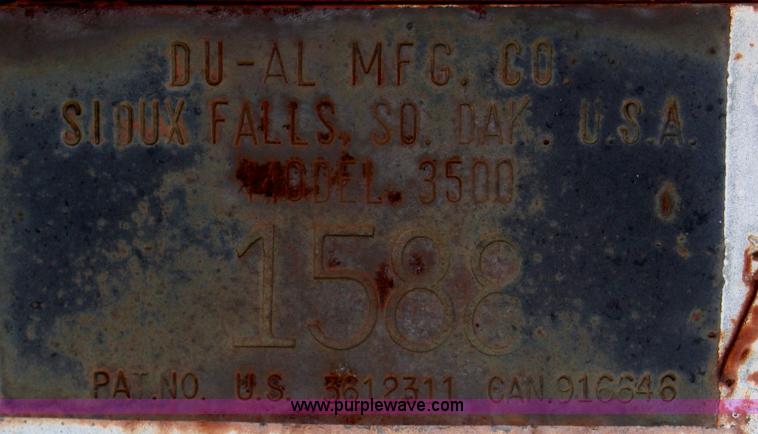 DU-AL MFG. CO.
SIOUX FALLS, SO. DAK. U.S.A.
MODEL 3500
1588
PAT.NO. U.S. 3612311 CAN.916646
www.purplewave.com